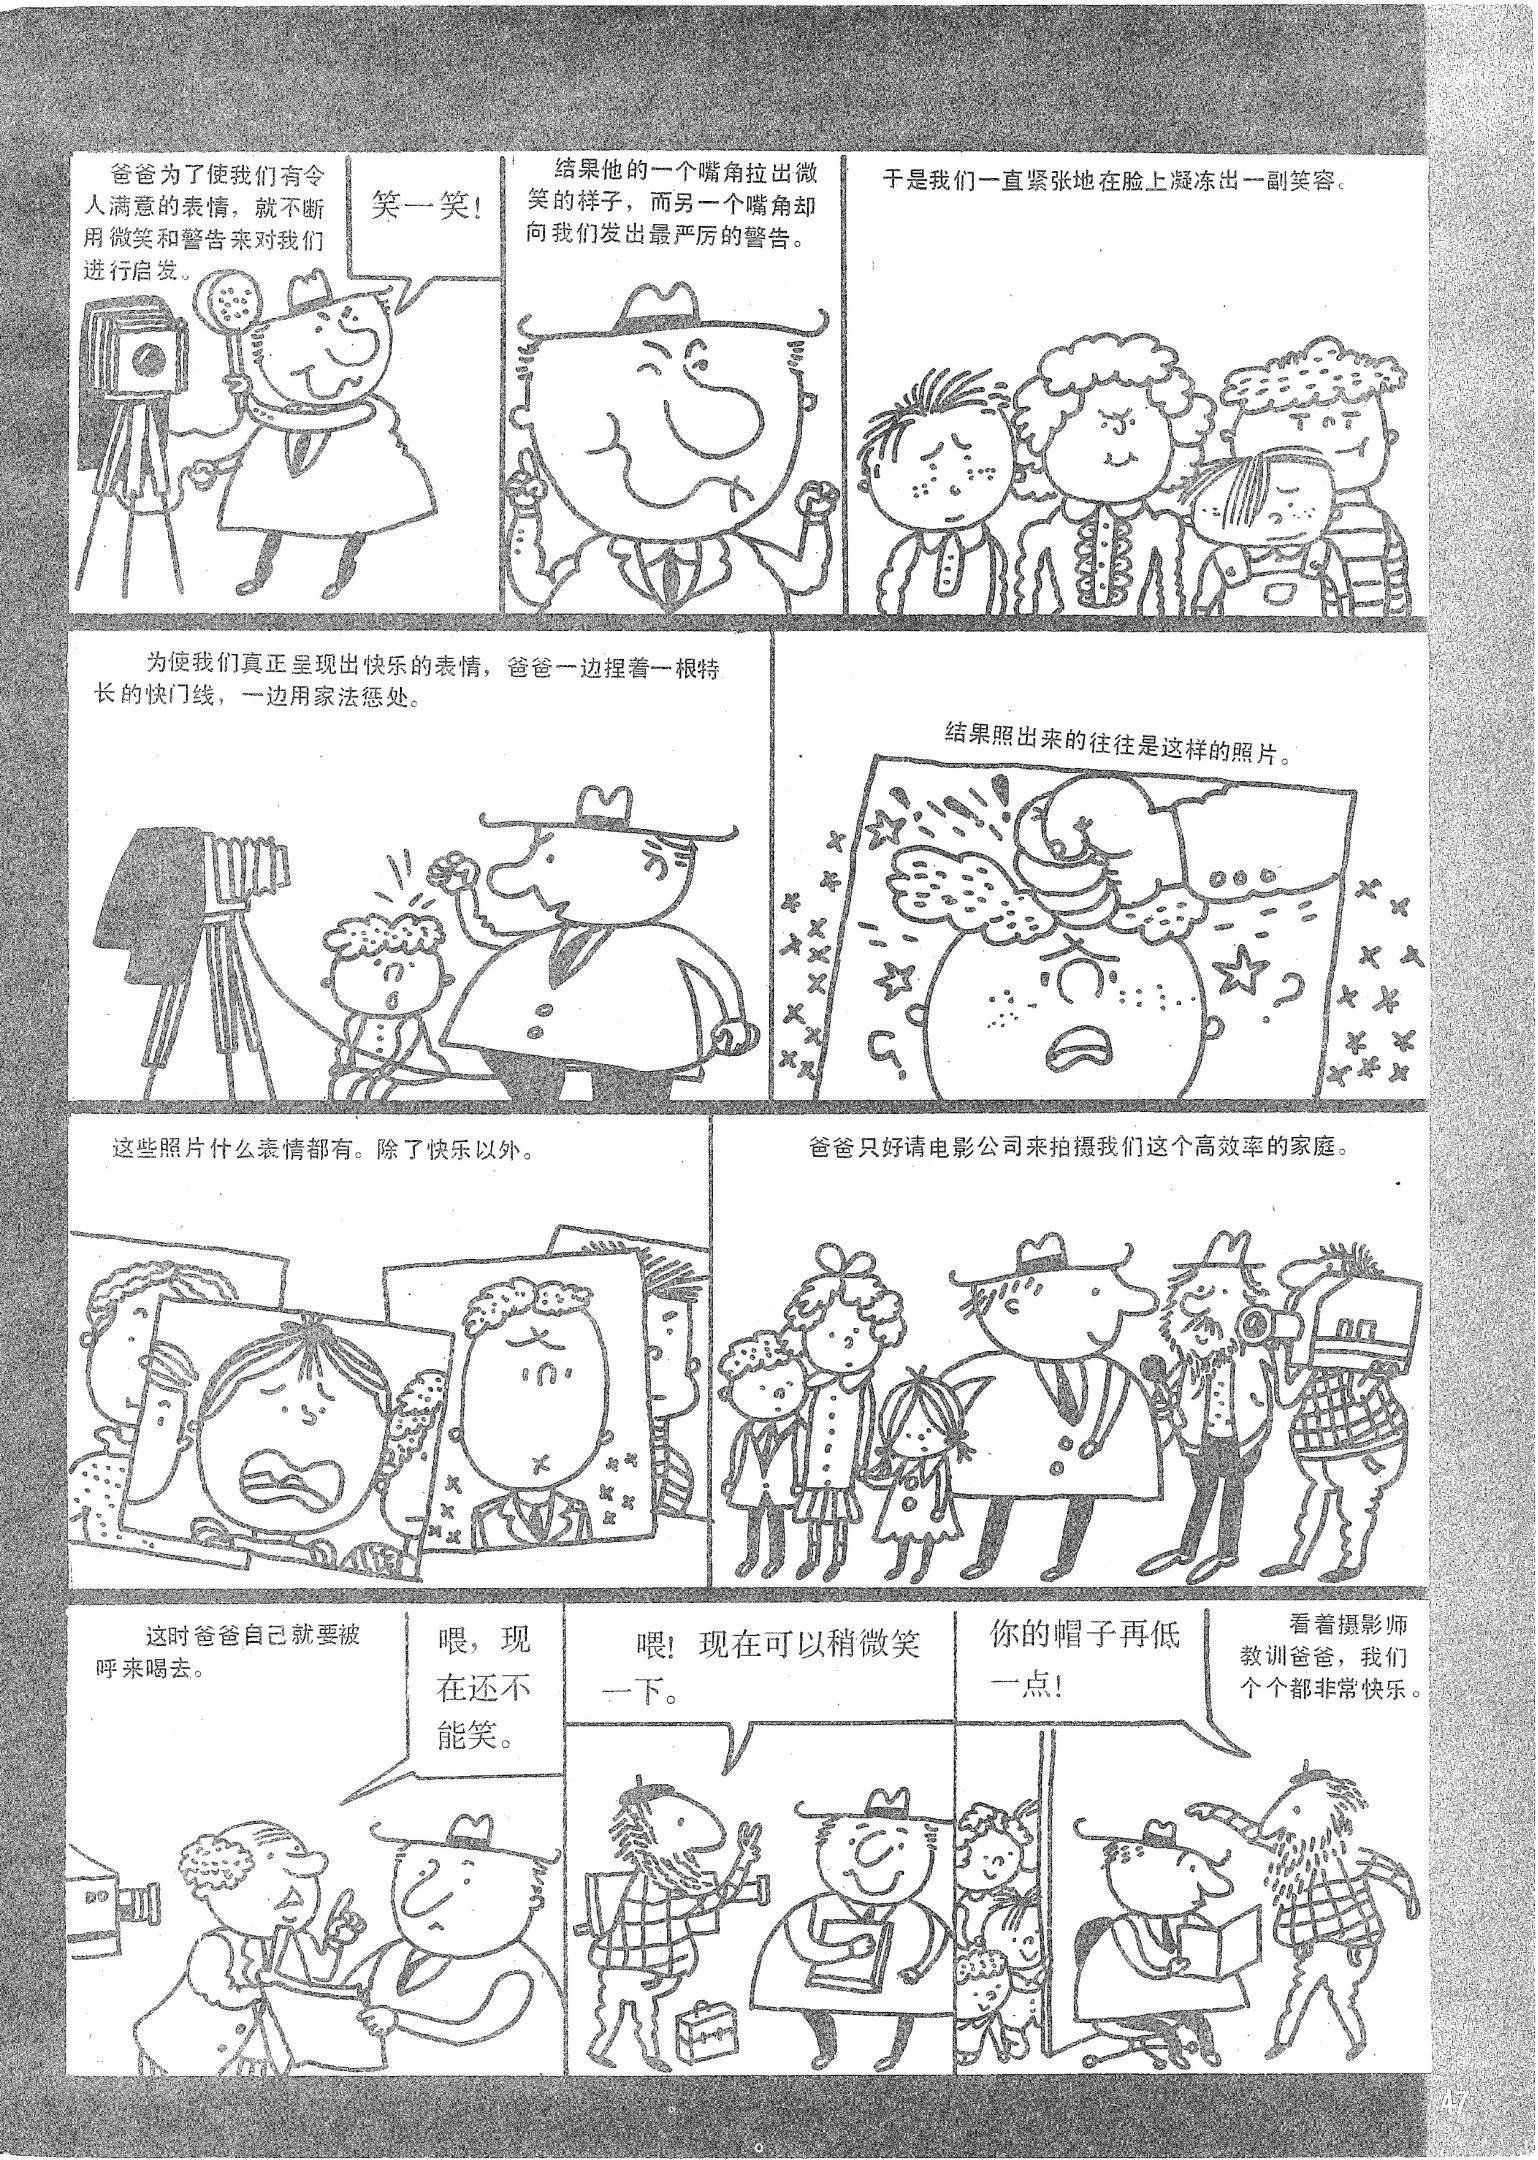 爸爸为了使我们有令
人满意的表情，就不断
用微笑和警告来对我们
进行启发。
笑一笑！
结果他的一个嘴角拉出微
笑的样子，而另一个嘴角却
向我们发出最严厉的警告。
于是我们一直紧张地在脸上凝冻出一副笑容。
为使我们真正呈现出快乐的表情，爸爸一边捏着一根特
长的快门线，一边用家法惩处。
结果照出来的往往是这样的照片。
这些照片什么表情都有。除了快乐以外。
爸爸只好请电影公司来拍摄我们这个高效率的家庭。
这时爸爸自己就要被
呼来喝去。
喂，现
在还不
能笑。
喂！现在可以稍微笑
一下。
你的帽子再低
一点！
看着摄影师
教训爸爸，我们
个个都非常快乐。
47